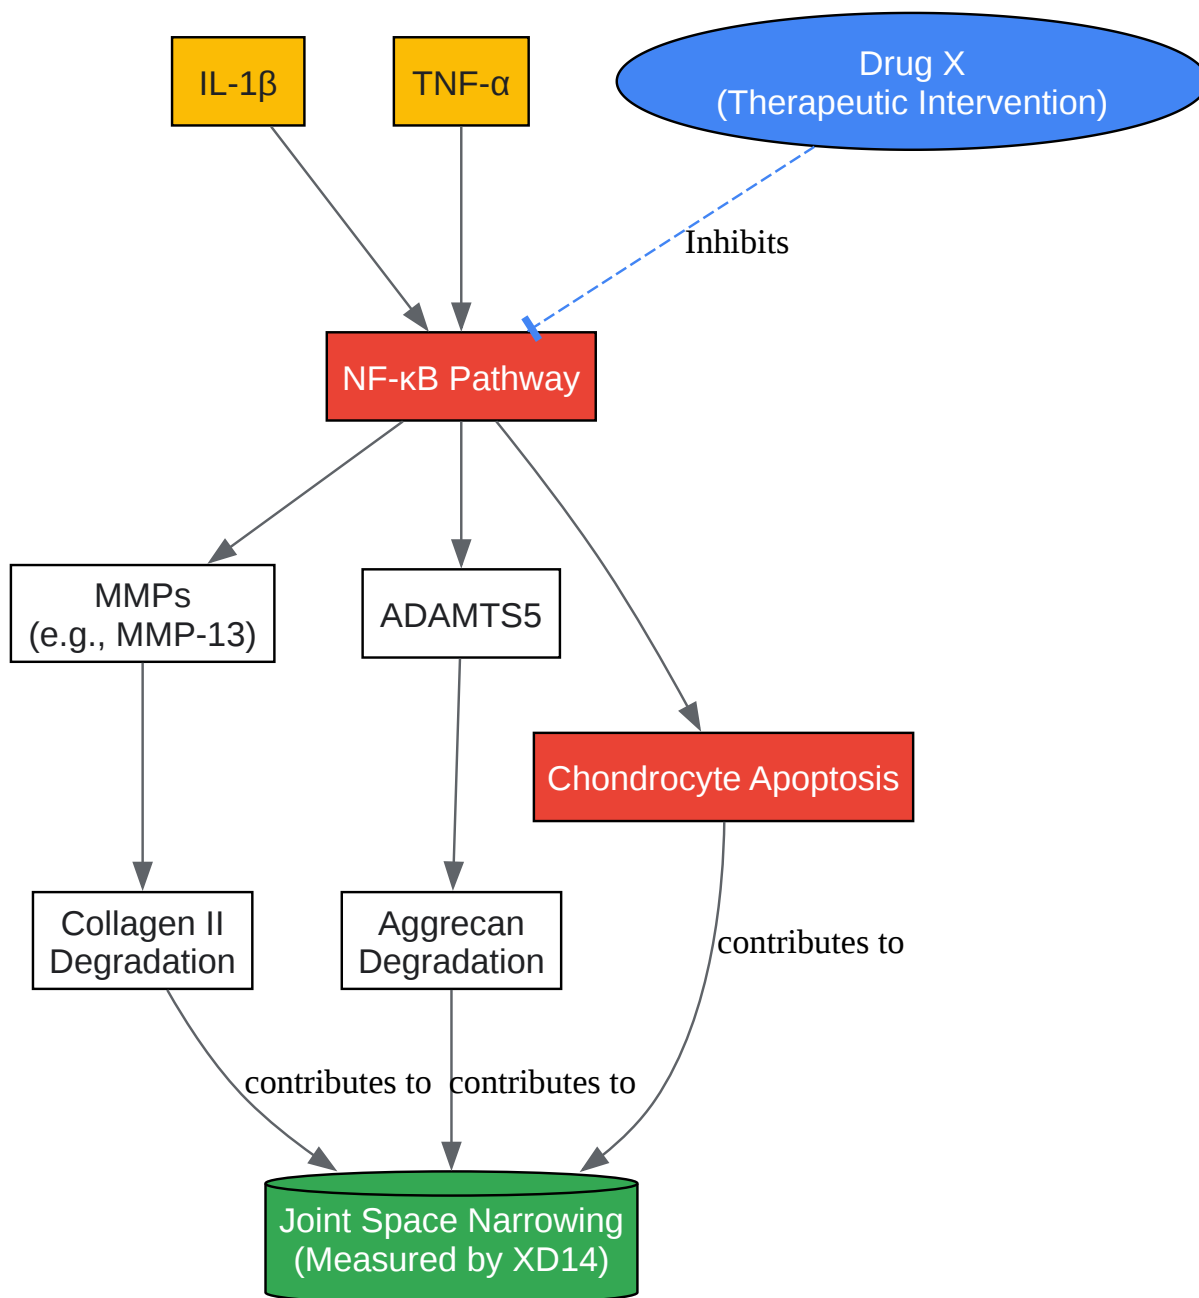 IL-1β
TNF-α
Drug X
(Therapeutic Intervention)
Inhibits
NF-κB Pathway
MMPs
(e.g., MMP-13)
ADAMTS5
Chondrocyte Apoptosis
Collagen II
Degradation
Aggrecan
Degradation
contributes to
contributes to
contributes to
Joint Space Narrowing
(Measured by XD14)